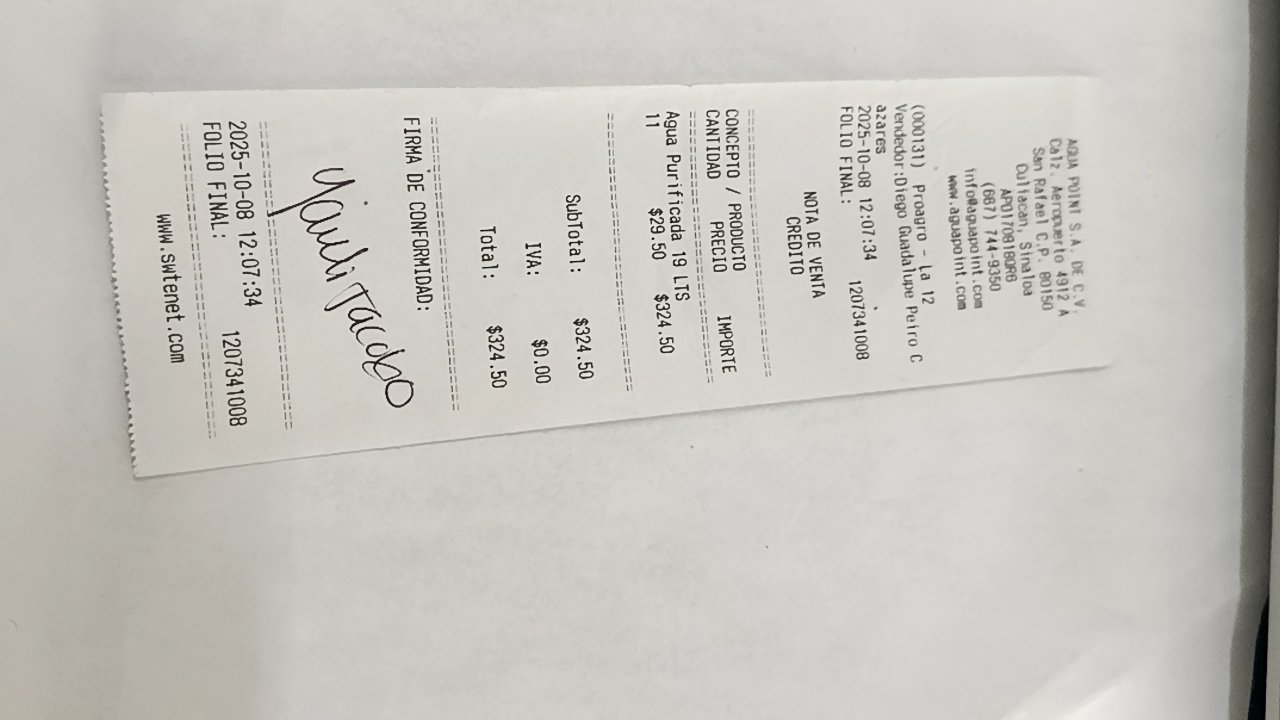 AQUA POINT S.A. DE C.V.
Calz. Aeropuerto 4912 A
San Rafael C.P. 80150
Culiacan, Sinaloa
APO1708180R6
(667) 744-9350
info@aguapoint.com
www.aguapoint.com
(000131) Proagro - La 12
Vendedor:Diego Guadalupe Peiro C
azares
2025-10-08 12:07:34
FOLIO FINAL: 1207341008
NOTA DE VENTA
CREDITO
CONCEPTO / PRODUCTO
CANTIDAD PRECIO IMPORTE
Agua Purificada 19 LTS
11 $29.50 $324.50
SubTotal: $324.50
IVA: $0.00
Total: $324.50
FIRMA DE CONFORMIDAD:
Yaudi Jacobo
2025-10-08 12:07:34
FOLIO FINAL: 1207341008
www.swtenet.com